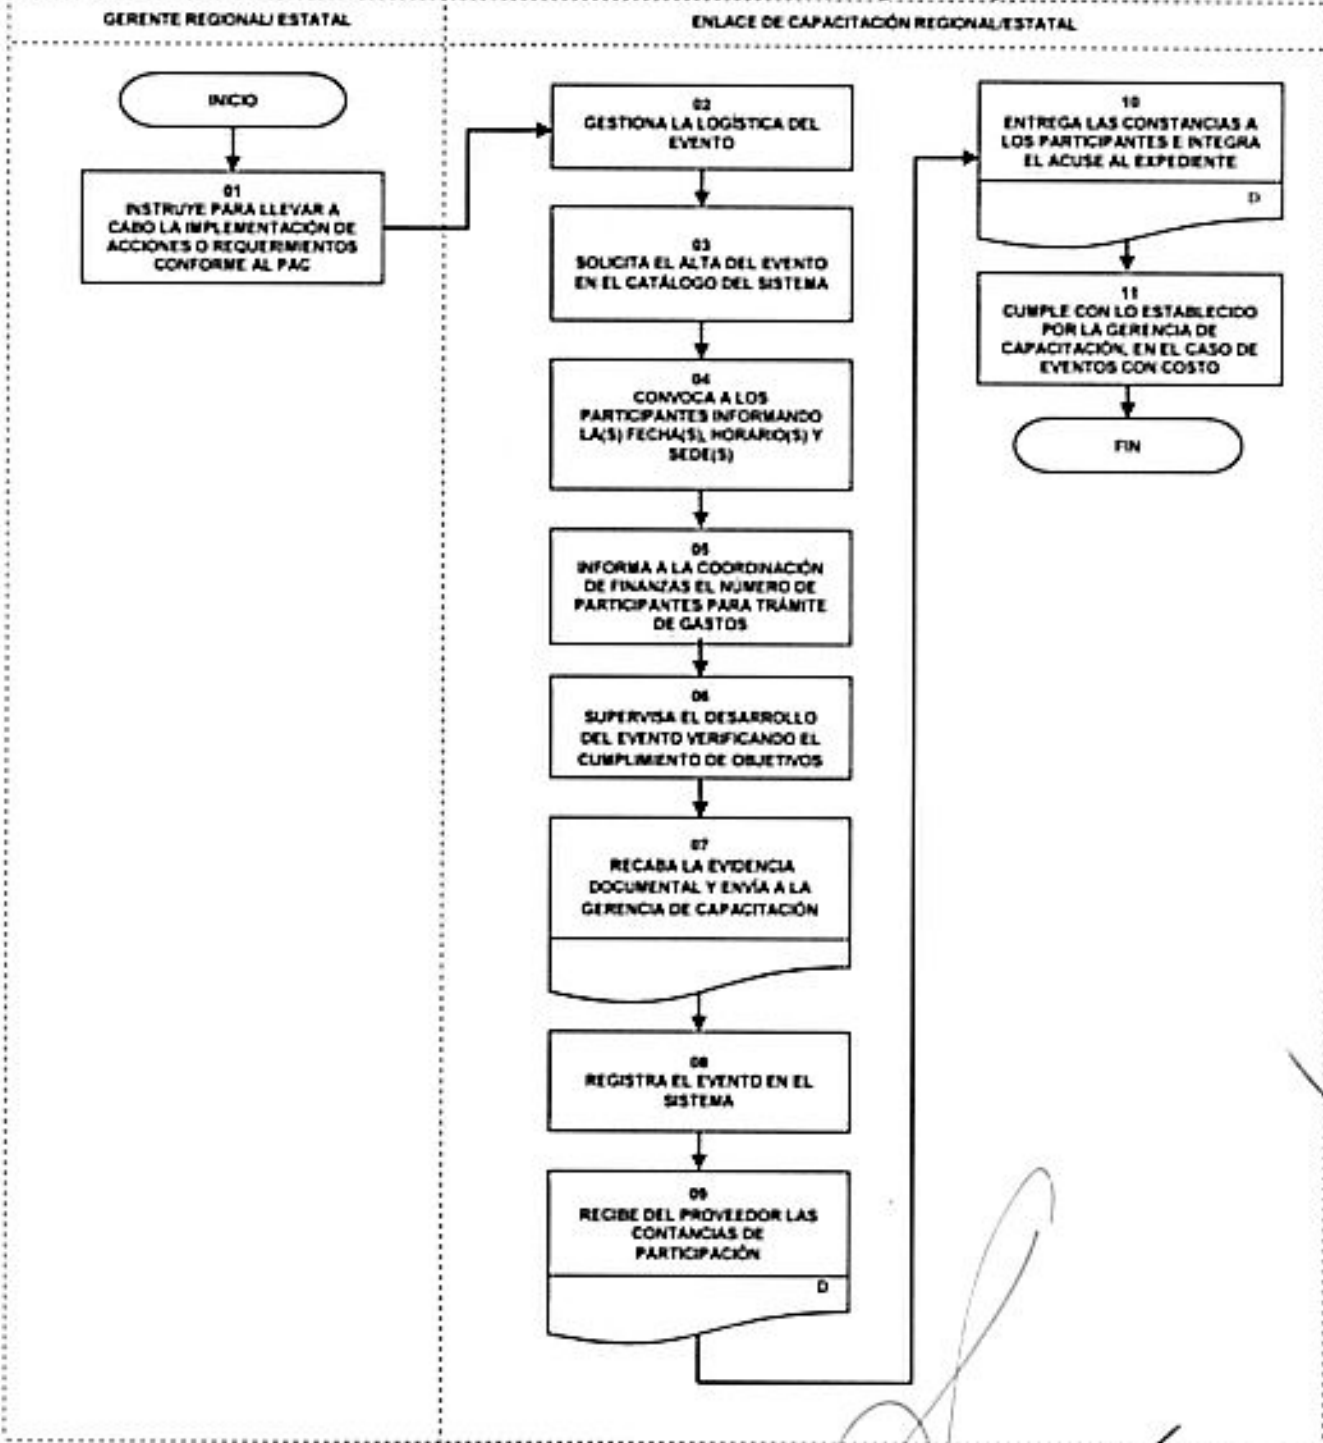 GERENTE REGIONAL/ ESTATAL
ENLACE DE CAPACITACIÓN REGIONAL/ESTATAL
INICIO
01
INSTRUYE PARA LLEVAR A
CABO LA IMPLEMENTACIÓN DE
ACCIONES O REQUERIMIENTOS
CONFORME AL PAC
02
GESTIONA LA LOGÍSTICA DEL
EVENTO
03
SOLICITA EL ALTA DEL EVENTO
EN EL CATÁLOGO DEL SISTEMA
04
CONVOCA A LOS
PARTICIPANTES INFORMANDO
LA(S) FECHA(S), HORARIO(S) Y
SEDE(S)
05
INFORMA A LA COORDINACIÓN
DE FINANZAS EL NÚMERO DE
PARTICIPANTES PARA TRÁMITE
DE GASTOS
06
SUPERVISA EL DESARROLLO
DEL EVENTO VERIFICANDO EL
CUMPLIMIENTO DE OBJETIVOS
07
RECABA LA EVIDENCIA
DOCUMENTAL Y ENVÍA A LA
GERENCIA DE CAPACITACIÓN
08
REGISTRA EL EVENTO EN EL
SISTEMA
09
RECIBE DEL PROVEEDOR LAS
CONTANCIAS DE
PARTICIPACIÓN
D
10
ENTREGA LAS CONSTANCIAS A
LOS PARTICIPANTES E INTEGRA
EL ACUSE AL EXPEDIENTE
D
11
CUMPLE CON LO ESTABLECIDO
POR LA GERENCIA DE
CAPACITACIÓN, EN EL CASO DE
EVENTOS CON COSTO
FIN